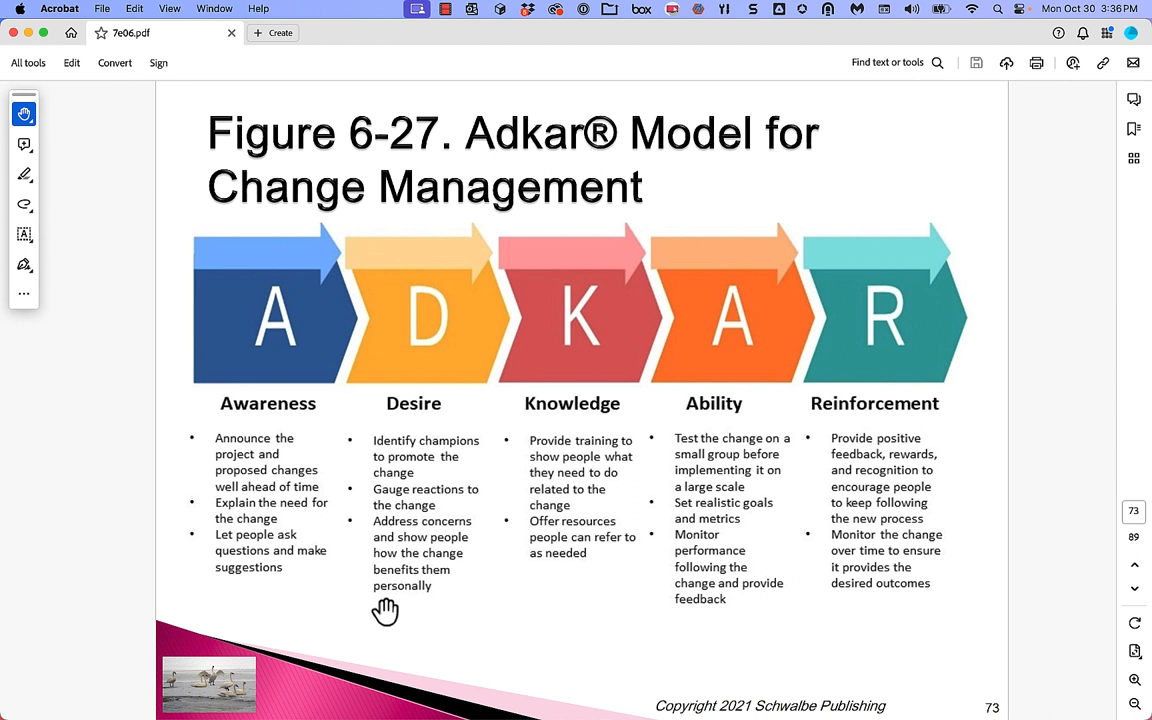 Acrobat File Edit View Window Help
box
Mon Oct 30 3:36 PM
7e06.pdf
+ Create
All tools Edit Convert Sign
Find text or tools
Figure 6-27. Adkar® Model for
Change Management
A D K A R
Awareness
• Announce the
project and
proposed changes
well ahead of time
• Explain the need for
the change
• Let people ask
questions and make
suggestions
Desire
• Identify champions
to promote the
change
• Gauge reactions to
the change
• Address concerns
and show people
how the change
benefits them
personally
Knowledge
• Provide training to
show people what
they need to do
related to the
change
• Offer resources
people can refer to
as needed
Ability
• Test the change on a
small group before
implementing it on
a large scale
• Set realistic goals
and metrics
• Monitor
performance
following the
change and provide
feedback
Reinforcement
• Provide positive
feedback, rewards,
and recognition to
encourage people
to keep following
the new process
• Monitor the change
over time to ensure
it provides the
desired outcomes
73
89
Copyright 2021 Schwalbe Publishing
73